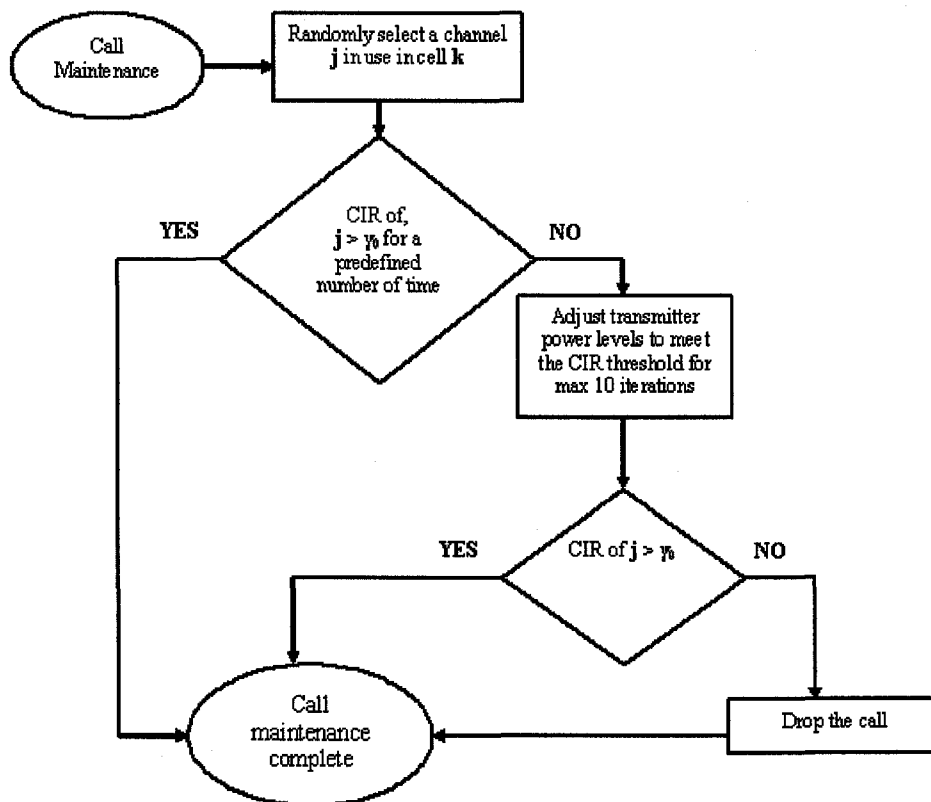 Call
Maintenance
Randomly select a channel
j in use in cell k
YES
CIR of,
j > γ₀ for a
predefined
number of time
NO
Adjust transmitter
power levels to meet
the CIR threshold for
max 10 iterations
YES
CIR of j > γ₀
NO
Call
maintenance
complete
Drop the call